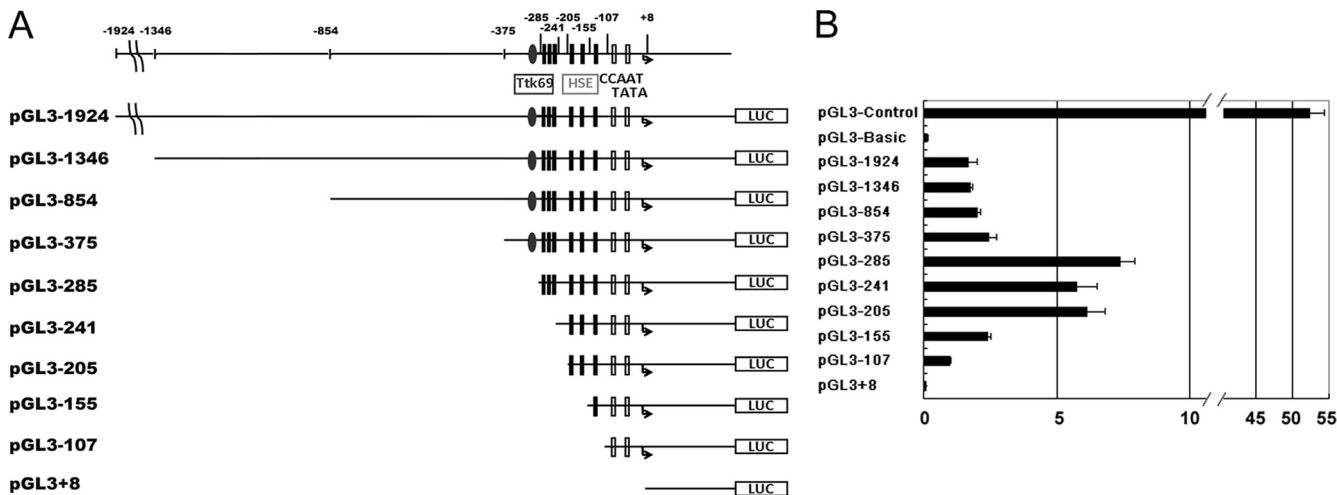 A
-1924
-1346
-854
-375
-285
-241
-205
-155
-107
+8
Ttk69
HSE
CCAAT
TATA
pGL3-1924
LUC
pGL3-1346
LUC
pGL3-854
LUC
pGL3-375
LUC
pGL3-285
LUC
pGL3-241
LUC
pGL3-205
LUC
pGL3-155
LUC
pGL3-107
LUC
pGL3+8
LUC
B
pGL3-Control
pGL3-Basic
pGL3-1924
pGL3-1346
pGL3-854
pGL3-375
pGL3-285
pGL3-241
pGL3-205
pGL3-155
pGL3-107
pGL3+8
0 5 10 45 50 55